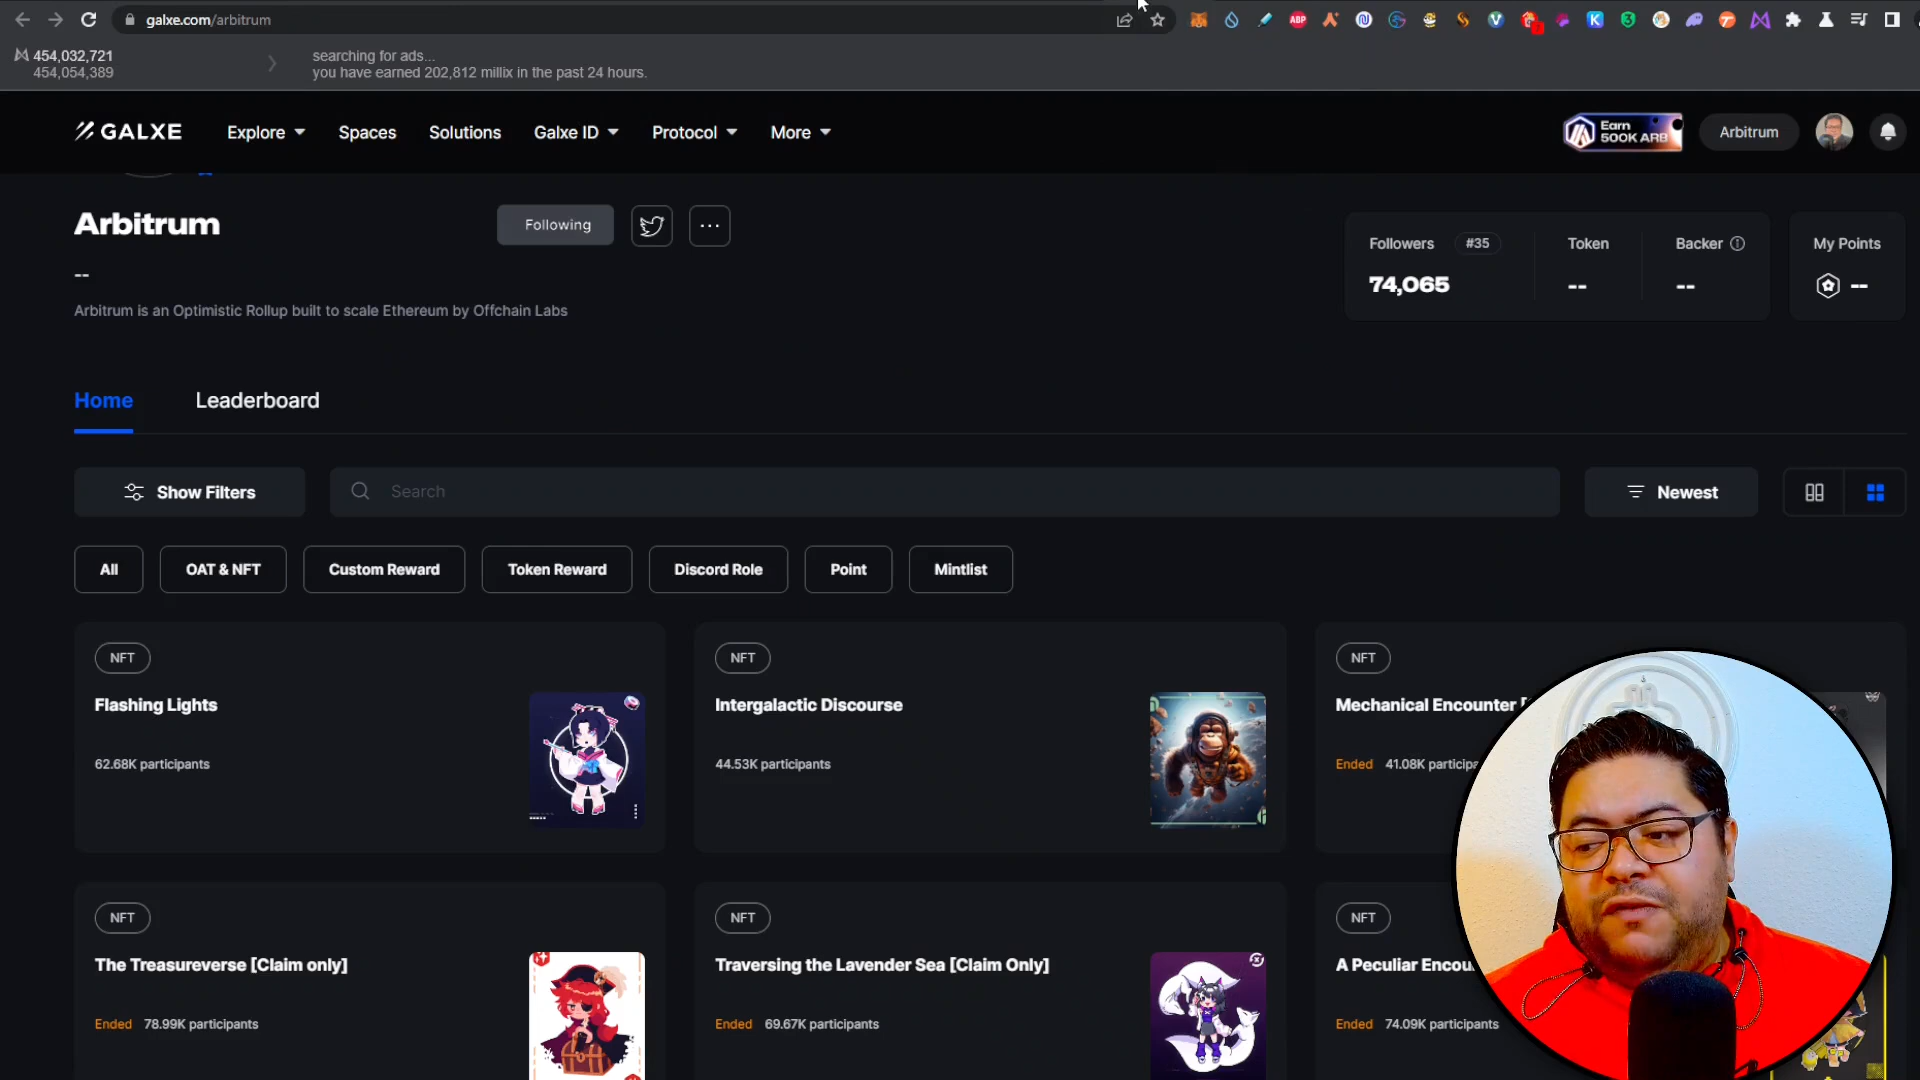 galxe.com/arbitrum
ABP
454,032,721
454,054,389
searching for ads...
you have earned 202,812 millix in the past 24 hours.
GALXE
Explore
Spaces
Solutions
Galxe ID
Protocol
More
Earn
500K ARB
Arbitrum
Arbitrum
Following
--
Arbitrum is an Optimistic Rollup built to scale Ethereum by Offchain Labs
Followers #35
74,065
Token
--
Backer
--
My Points
--
Home
Leaderboard
Show Filters
Search
Newest
All
OAT & NFT
Custom Reward
Token Reward
Discord Role
Point
Mintlist
NFT
Flashing Lights
62.68K participants
NFT
Intergalactic Discourse
44.53K participants
NFT
Mechanical Encounter
Ended 41.08K
NFT
The Treasureverse [Claim only]
Ended 78.99K participants
NFT
Traversing the Lavender Sea [Claim Only]
Ended 69.67K participants
NFT
A Peculiar
Ended 74.09K participants